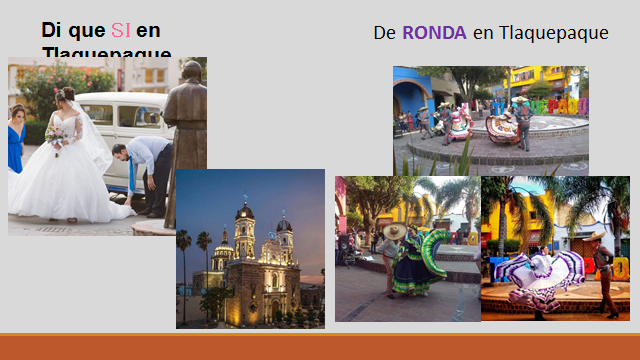 Di que SI en
Tlaquepaque
De RONDA en Tlaquepaque